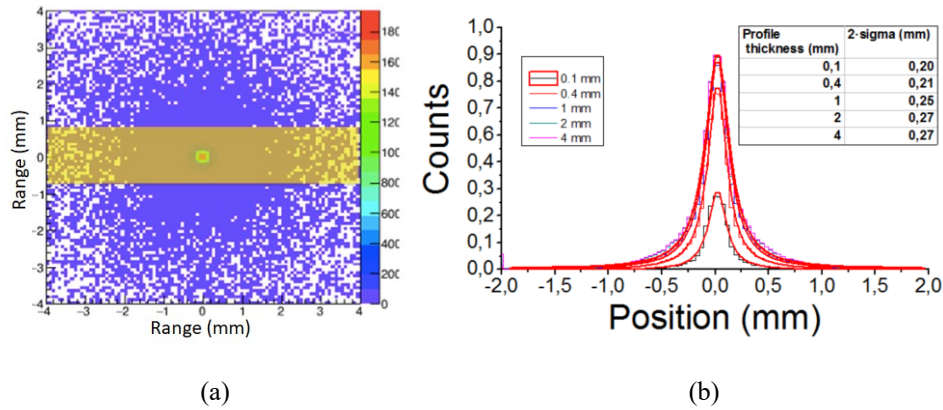 4
3
2
1
0
−1
−2
−3
−4
Range (mm)
−4 −3 −2 −1 0 1 2 3 4
Range (mm)
180
160
140
120
100
800
600
400
200
0
(a)
1,0
0,9
0,8
0,7
0,6
0,5
0,4
0,3
0,2
0,1
0,0
Counts
0.1 mm
0.4 mm
1 mm
2 mm
4 mm
Profile thickness (mm) 2·sigma (mm)
0,1 0,20
0,4 0,21
1 0,25
2 0,27
4 0,27
-2,0 -1,5 -1,0 -0,5 0,0 0,5 1,0 1,5 2,0
Position (mm)
(b)